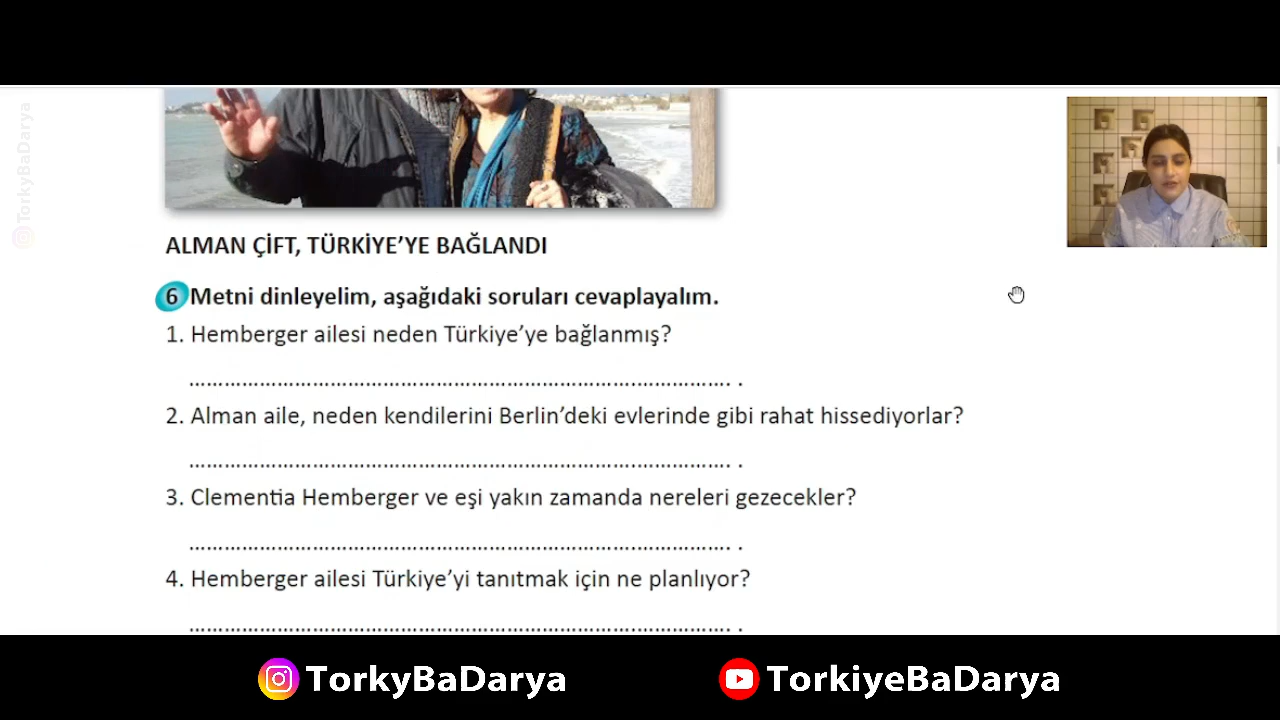 TorkyBaDarya
ALMAN ÇİFT, TÜRKİYE’YE BAĞLANDI
6 Metni dinleyelim, aşağıdaki soruları cevaplayalım.
1. Hemberger ailesi neden Türkiye’ye bağlanmış?
………………………………………………………………………………. .
2. Alman aile, neden kendilerini Berlin’deki evlerinde gibi rahat hissediyorlar?
………………………………………………………………………………. .
3. Clementia Hemberger ve eşi yakın zamanda nereleri gezecekler?
………………………………………………………………………………. .
4. Hemberger ailesi Türkiye’yi tanıtmak için ne planlıyor?
………………………………………………………………………………. .
TorkyBaDarya
TorkiyeBaDarya